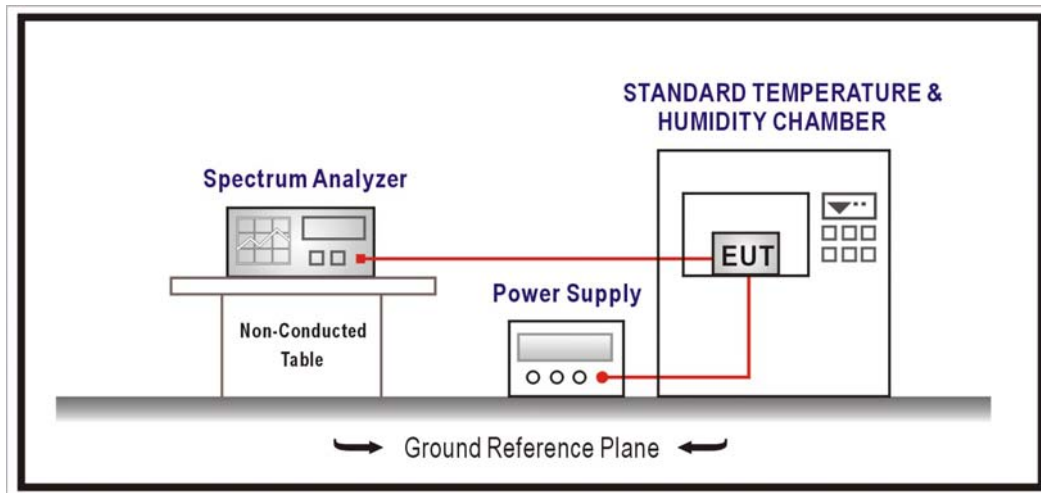 STANDARD TEMPERATURE &
HUMIDITY CHAMBER
Spectrum Analyzer
EUT
Power Supply
Non-Conducted
Table
Ground Reference Plane